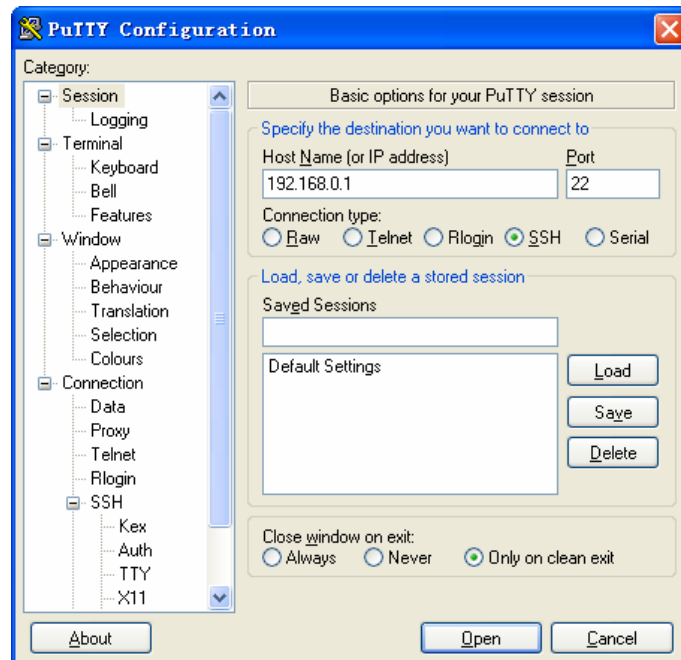 PuTTY Configuration
Category:
Session
Logging
Terminal
Keyboard
Bell
Features
Window
Appearance
Behaviour
Translation
Selection
Colours
Connection
Data
Proxy
Telnet
Rlogin
SSH
Kex
Auth
TTY
X11
Basic options for your PuTTY session
Specify the destination you want to connect to
Host Name (or IP address) Port
192.168.0.1 22
Connection type:
Raw Telnet Rlogin SSH Serial
Load, save or delete a stored session
Saved Sessions
Default Settings
Load
Save
Delete
Close window on exit:
Always Never Only on clean exit
About Open Cancel